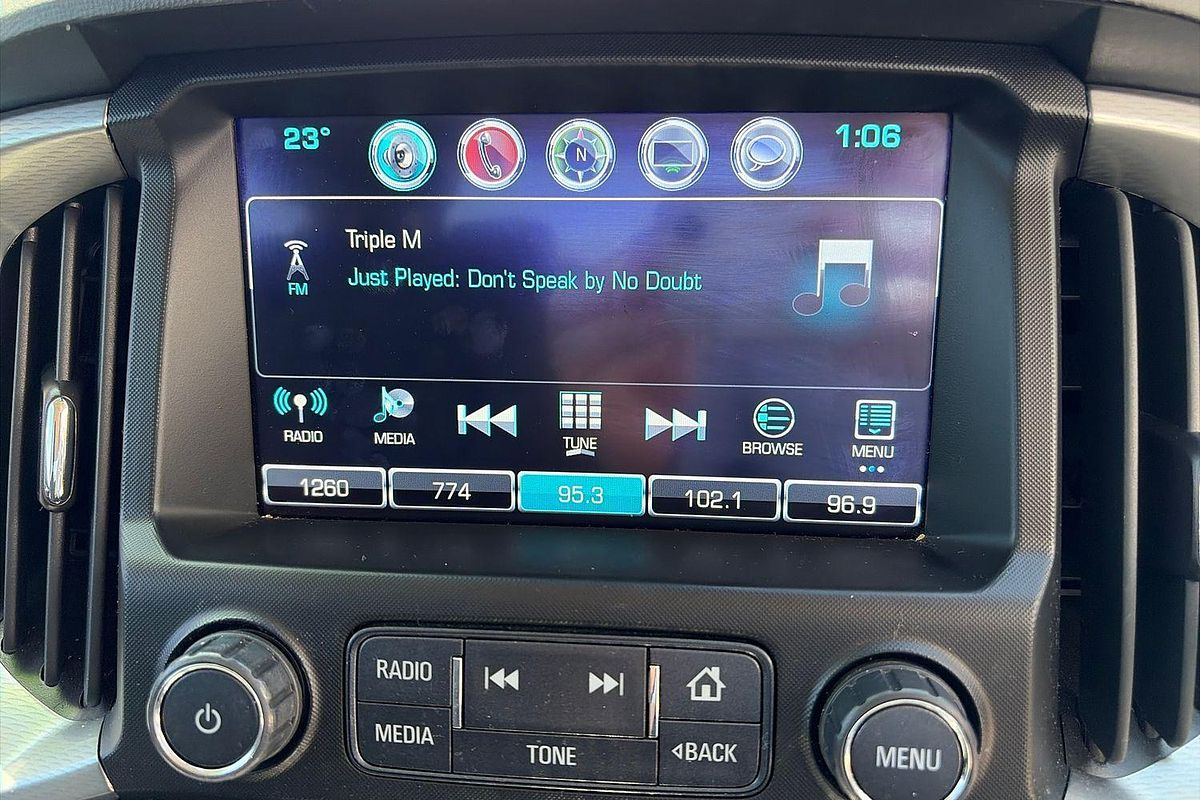 23° N 1:06
Triple M
FM
Just Played: Don't Speak by No Doubt
RADIO MEDIA TUNE BROWSE MENU
1260 774 95.3 102.1 96.9
RADIO
MEDIA TONE ◁BACK
MENU